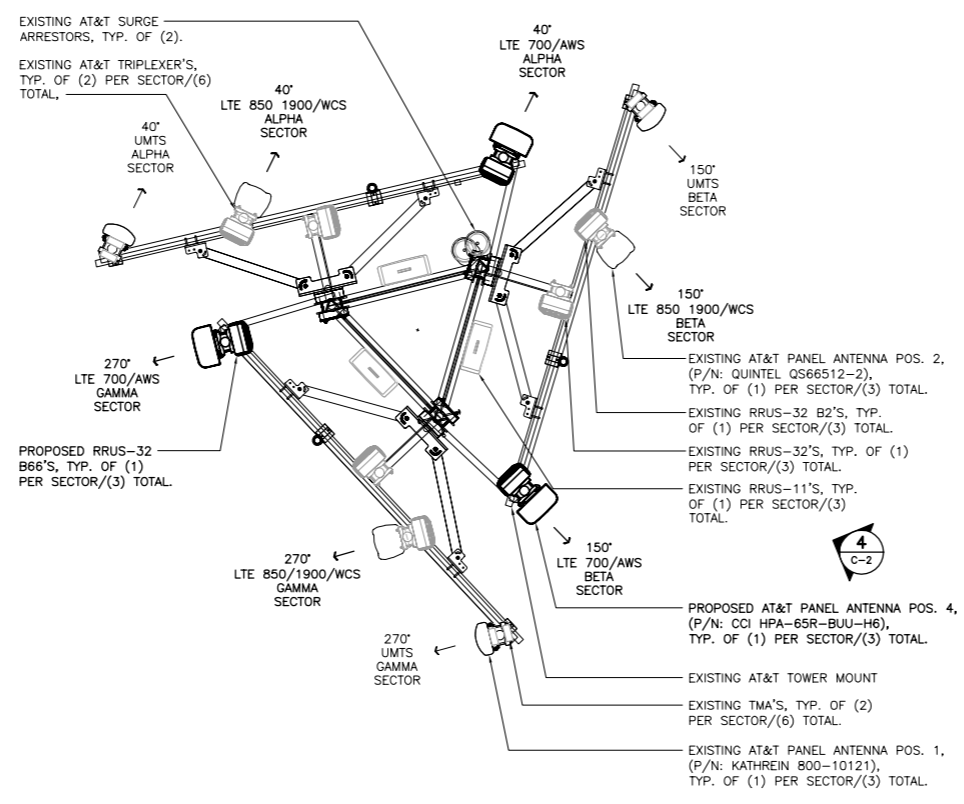 EXISTING AT&T SURGE
ARRESTORS, TYP. OF (2).
EXISTING AT&T TRIPLEXER'S,
TYP. OF (2) PER SECTOR/(6)
TOTAL,
40°
UMTS
ALPHA
SECTOR
40°
LTE 850 1900/WCS
ALPHA
SECTOR
40°
LTE 700/AWS
ALPHA
SECTOR
150°
UMTS
BETA
SECTOR
150°
LTE 850 1900/WCS
BETA
SECTOR
270°
LTE 700/AWS
GAMMA
SECTOR
PROPOSED RRUS-32
B66'S, TYP. OF (1)
PER SECTOR/(3) TOTAL.
EXISTING AT&T PANEL ANTENNA POS. 2,
(P/N: QUINTEL QS66512-2),
TYP. OF (1) PER SECTOR/(3) TOTAL.
EXISTING RRUS-32 B2'S, TYP.
OF (1) PER SECTOR/(3) TOTAL.
EXISTING RRUS-32'S, TYP. OF (1)
PER SECTOR/(3) TOTAL.
EXISTING RRUS-11'S, TYP.
OF (1) PER SECTOR/(3)
TOTAL.
4
C-2
270°
LTE 850/1900/WCS
GAMMA
SECTOR
150°
LTE 700/AWS
BETA
SECTOR
270°
UMTS
GAMMA
SECTOR
PROPOSED AT&T PANEL ANTENNA POS. 4,
(P/N: CCI HPA-65R-BUU-H6),
TYP. OF (1) PER SECTOR/(3) TOTAL.
EXISTING AT&T TOWER MOUNT
EXISTING TMA'S, TYP. OF (2)
PER SECTOR/(6) TOTAL.
EXISTING AT&T PANEL ANTENNA POS. 1,
(P/N: KATHREIN 800-10121),
TYP. OF (1) PER SECTOR/(3) TOTAL.